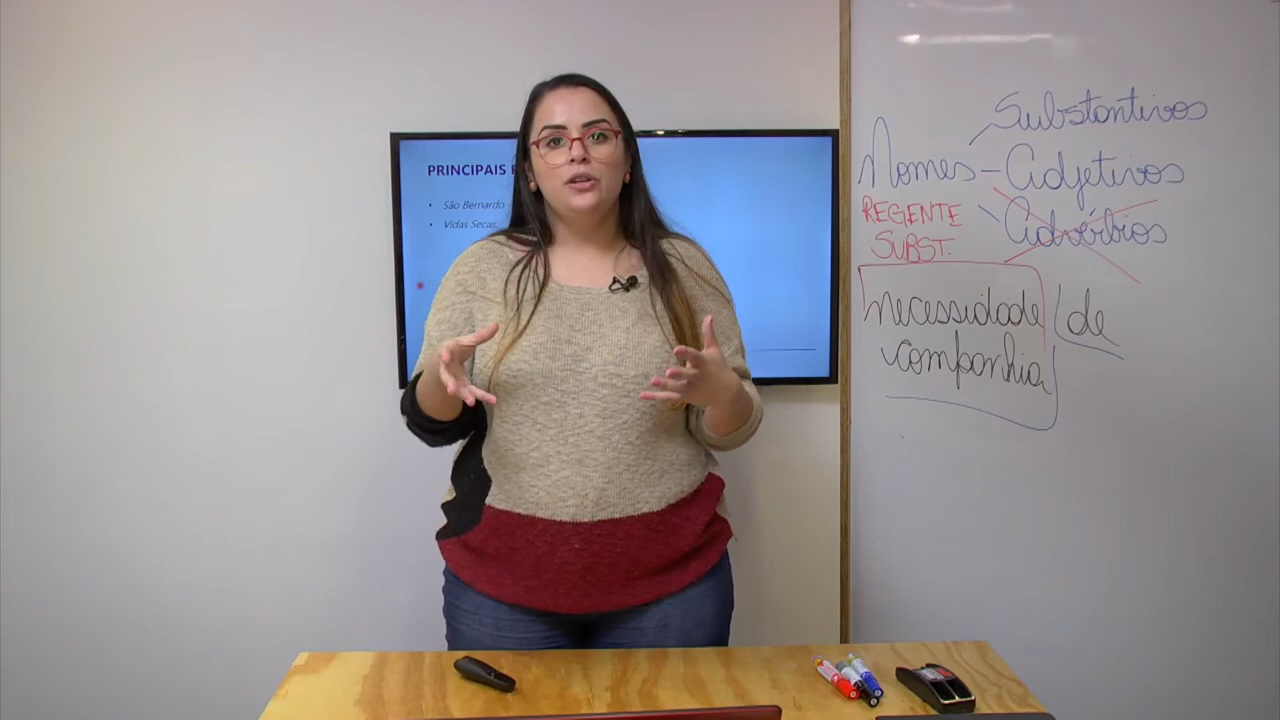 PRINCIPAIS
• São Bernardo
• Vidas Secas.
Substantivos
Nomes – Adjetivos
REGENTE
Advérbios
SUBST.
necessidade de
companhia